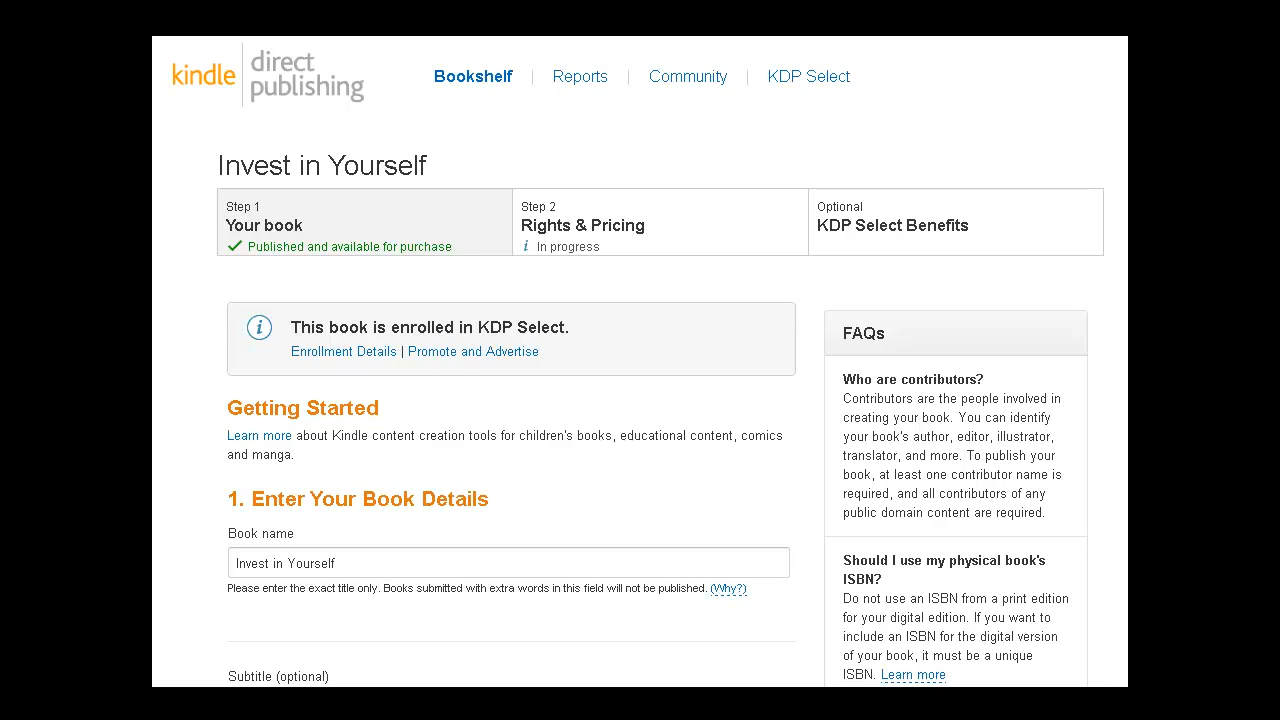 kindle direct publishing
Bookshelf | Reports | Community | KDP Select
Invest in Yourself
Step 1
Your book
Published and available for purchase
Step 2
Rights & Pricing
i In progress
Optional
KDP Select Benefits
i This book is enrolled in KDP Select.
Enrollment Details | Promote and Advertise
Getting Started
Learn more about Kindle content creation tools for children's books, educational content, comics
and manga.
1. Enter Your Book Details
Book name
Invest in Yourself
Please enter the exact title only. Books submitted with extra words in this field will not be published. (Why?)
Subtitle (optional)
FAQs
Who are contributors?
Contributors are the people involved in
creating your book. You can identify
your book's author, editor, illustrator,
translator, and more. To publish your
book, at least one contributor name is
required, and all contributors of any
public domain content are required.
Should I use my physical book's
ISBN?
Do not use an ISBN from a print edition
for your digital edition. If you want to
include an ISBN for the digital version
of your book, it must be a unique
ISBN. Learn more